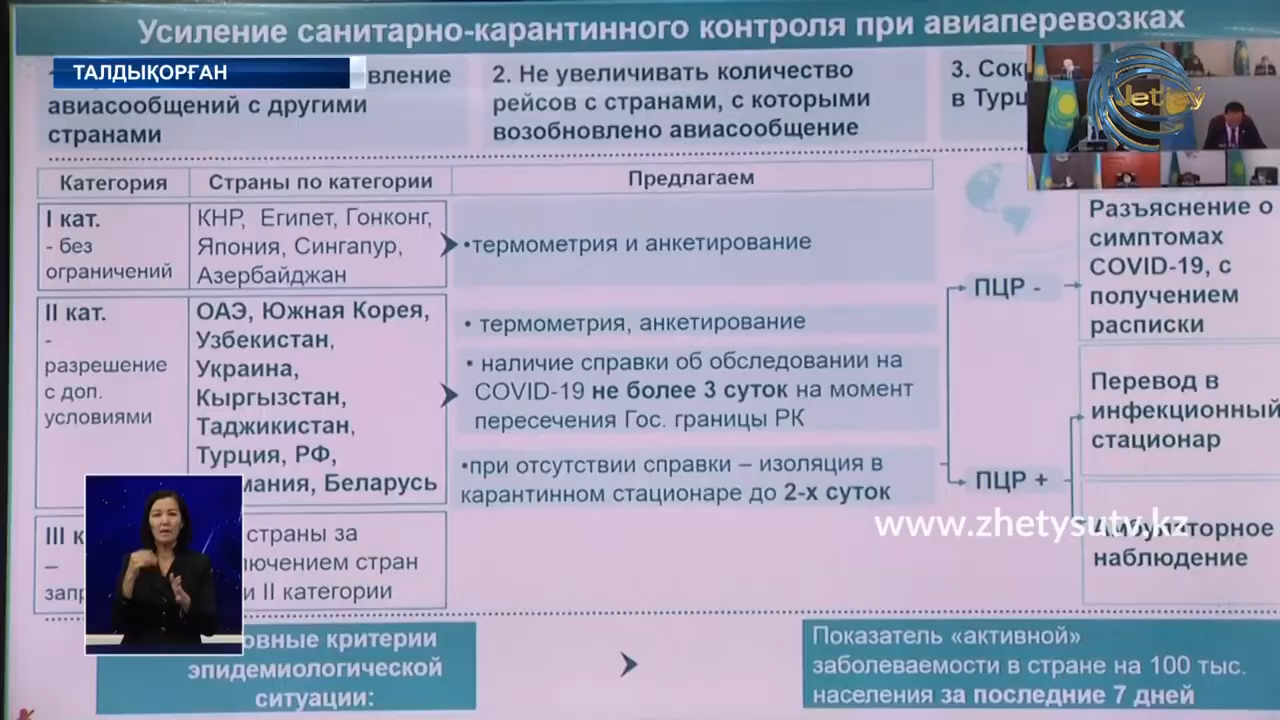 Усиление санитарно-карантинного контроля при авиаперевозках
ТАЛДЫҚОРҒАН
вление
авиасообщений с другими
странами
2. Не увеличивать количество
рейсов с странами, с которыми
возобновлено авиасообщение
3. Сок
в Турц
Jetisý
Категория
Страны по категории
Предлагаем
I кат.
- без
ограничений
КНР, Египет, Гонконг,
Япония, Сингапур,
Азербайджан
•термометрия и анкетирование
II кат.
-
разрешение
с доп.
условиями
ОАЭ, Южная Корея,
Узбекистан,
Украина,
Кыргызстан,
Таджикистан,
Турция, РФ,
мания, Беларусь
• термометрия, анкетирование
• наличие справки об обследовании на
COVID-19 не более 3 суток на момент
пересечения Гос. границы РК
•при отсутствии справки – изоляция в
карантинном стационаре до 2-х суток
ПЦР -
ПЦР +
Разъяснение о
симптомах
COVID-19, с
получением
расписки
Перевод в
инфекционный
стационар
Амбулаторное
наблюдение
www.zhetysutv.kz
III к
–
запр
страны за
лючением стран
и II категории
овные критерии
эпидемиологической
ситуации:
Показатель «активной»
заболеваемости в стране на 100 тыс.
населения за последние 7 дней